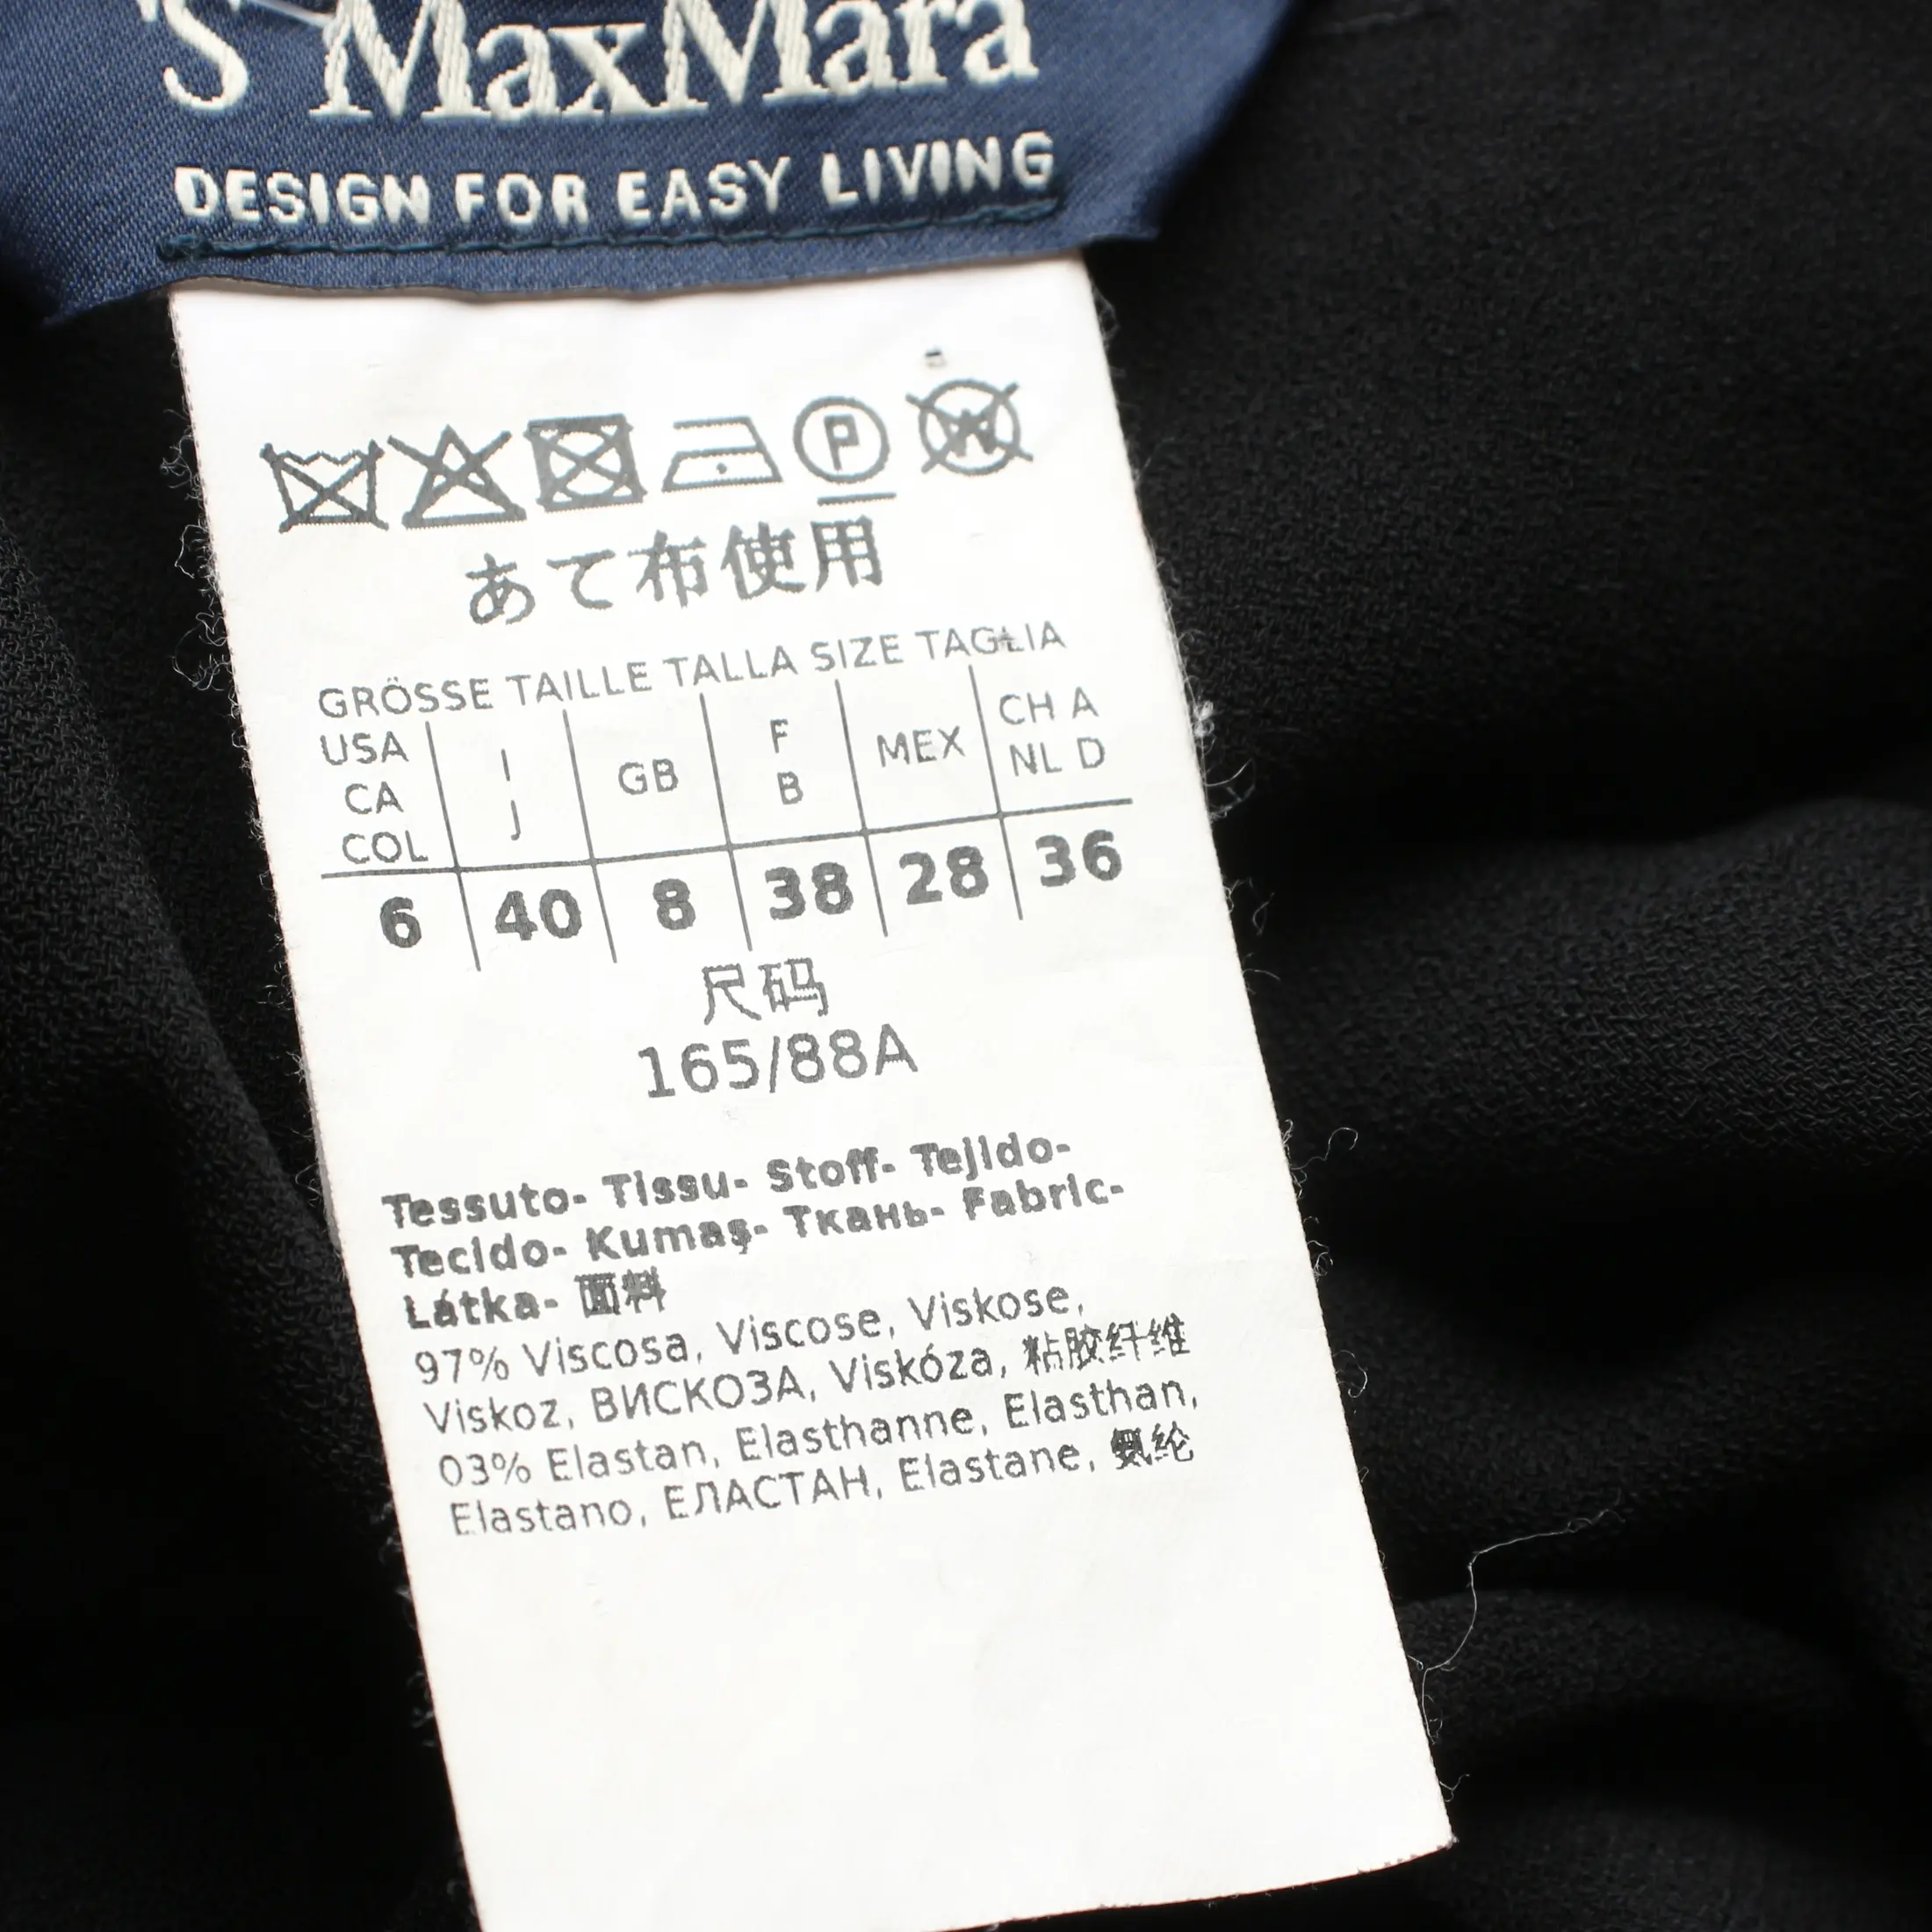 'S MaxMara
DESIGN FOR EASY LIVING
P W
あて布使用
GRÖSSE TAILLE TALLA SIZE TAGLIA
USA CA COL I J GB F B MEX CH A NL D
6 40 8 38 28 36
尺码
165/88A
Tessuto- Tissu- Stoff- Tejido-
Tecido- Kumaş- Ткань- Fabric-
Látka- 面料
97% Viscosa, Viscose, Viskose,
Viskoz, ВИСКОЗА, Viskóza, 粘胶纤维
03% Elastan, Elasthanne, Elasthan,
Elastano, ЕЛАСТАН, Elastane, 氨纶